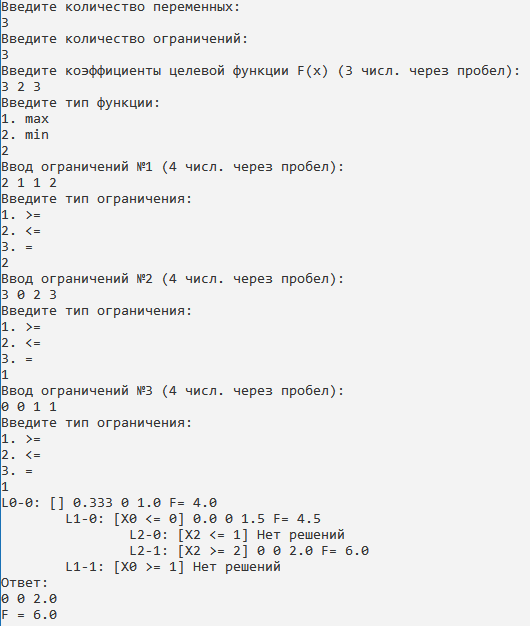 Введите количество переменных:
3
Введите количество ограничений:
3
Введите коэффициенты целевой функции F(x) (3 числ. через пробел):
3 2 3
Введите тип функции:
1. max
2. min
2
Ввод ограничений №1 (4 числ. через пробел):
2 1 1 2
Введите тип ограничения:
1. >=
2. <=
3. =
2
Ввод ограничений №2 (4 числ. через пробел):
3 0 2 3
Введите тип ограничения:
1. >=
2. <=
3. =
1
Ввод ограничений №3 (4 числ. через пробел):
0 0 1 1
Введите тип ограничения:
1. >=
2. <=
3. =
1
L0-0: [] 0.333 0 1.0 F= 4.0
L1-0: [X0 <= 0] 0.0 0 1.5 F= 4.5
L2-0: [X2 <= 1] Нет решений
L2-1: [X2 >= 2] 0 0 2.0 F= 6.0
L1-1: [X0 >= 1] Нет решений
Ответ:
0 0 2.0
F = 6.0